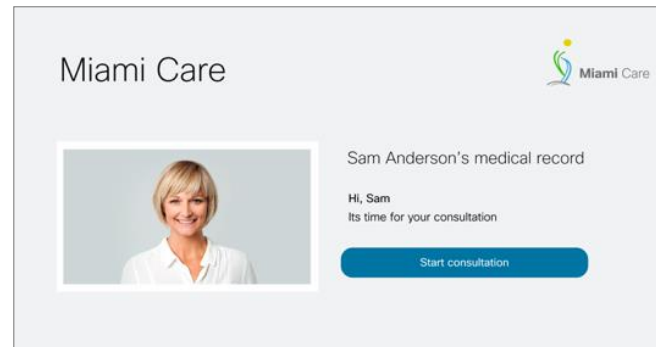 Miami Care
Miami Care
Sam Anderson's medical record
Hi, Sam
Its time for your consultation
Start consultation